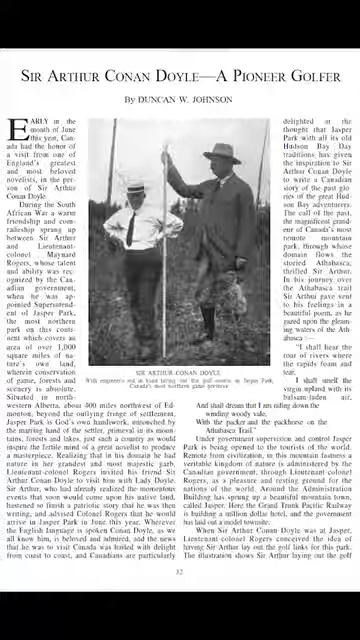 SIR ARTHUR CONAN DOYLE—A PIONEER GOLFER
By DUNCAN W. JOHNSON
EARLY in the
month of June
this year, Can-
ada had the honor of
a visit from one of
England's greatest
and most beloved
novelists, in the per-
son of Sir Arthur
Conan Doyle.
During the South
African War a warm
friendship and com-
radieship sprang up
between Sir Arthur
and Lieutenant-
colonel Maynard
Rogers, whose talent
and ability was rec-
ognized by the Can-
adian government,
when he was ap-
pointed Superintend-
ent of Jasper Park,
the most northern
park on this conti-
nent which covers an
area of over 1,000
square miles of na-
ture's own land,
wherein conservation
of game, forests and
scenery is absolute.
Situated in north-
western Alberta, about 400 miles northwest of Ed-
monton, beyond the outlying fringe of settlement,
Jasper Park is God's own handiwork, untouched by
the marring hand of the settler, primeval in its moun-
tains, forests and lakes, just such a country as would
inspire the fertile mind of a great novelist to produce
a masterpiece. Realizing that in his domain he had
nature in her grandest and most majestic garb,
Lieutenant-colonel Rogers invited his friend Sir
Arthur Conan Doyle to visit him with Lady Doyle.
Sir Arthur, who had already realized the momentous
events that soon would come upon his native land,
hastened to finish a patriotic story that he was then
writing, and advised Colonel Rogers that he would
arrive in Jasper Park in June this year. Wherever
the English language is spoken Conan Doyle, as we
all know him, is beloved and admired, and the news
that he was to visit Canada was hailed with delight
from coast to coast, and Canadians are particularly
SIR ARTHUR CONAN DOYLE
With engineer's rod in hand laying out the golf course in Jasper Park,
Canada's most northern game preserve
delighted at the
thought that Jasper
Park with all its old
Hudson Bay Day
traditions has given
the inspiration to Sir
Arthur Conan Doyle
to write a Canadian
story of the past glo-
ries of the great Hud-
son Bay adventurers.
The call of the past,
the magnificent grand-
eur of Canada's most
remote mountain
park, through whose
domain flows the
storied Athabasca,
thrilled Sir Arthur.
In his journey over
the Athabasca trail
Sir Arthur gave vent
to his feelings in a
beautiful poem, as he
gazed upon the gleam-
ing waters of the Ath-
abasca:—
"I shall hear the
roar of rivers where
the rapids foam and
tear,
I shall smell the
virgin upland with its
balsam-laden air,
And shall dream that I am riding down the
winding woody vale,
With the packer and the packhorse on the
Athabasca Trail."
Under government supervision and control Jasper
Park is being opened to the tourists of the world.
Remote from civilization, in this mountain fastness a
veritable kingdom of nature is administered by the
Canadian government, through Lieutenant-colonel
Rogers, as a pleasure and resting ground for the
nations of the world. Around the Administration
Building has sprung up a beautiful mountain town,
called Jasper. Here the Grand Trunk Pacific Railway
is building a million dollar hotel, and the government
has laid out a model townsite.
When Sir Arthur Conan Doyle was at Jasper,
Lieutenant-colonel Rogers conceived the idea of
having Sir Arthur lay out the golf links for this park.
The illustration shows Sir Arthur laying out the golf
12